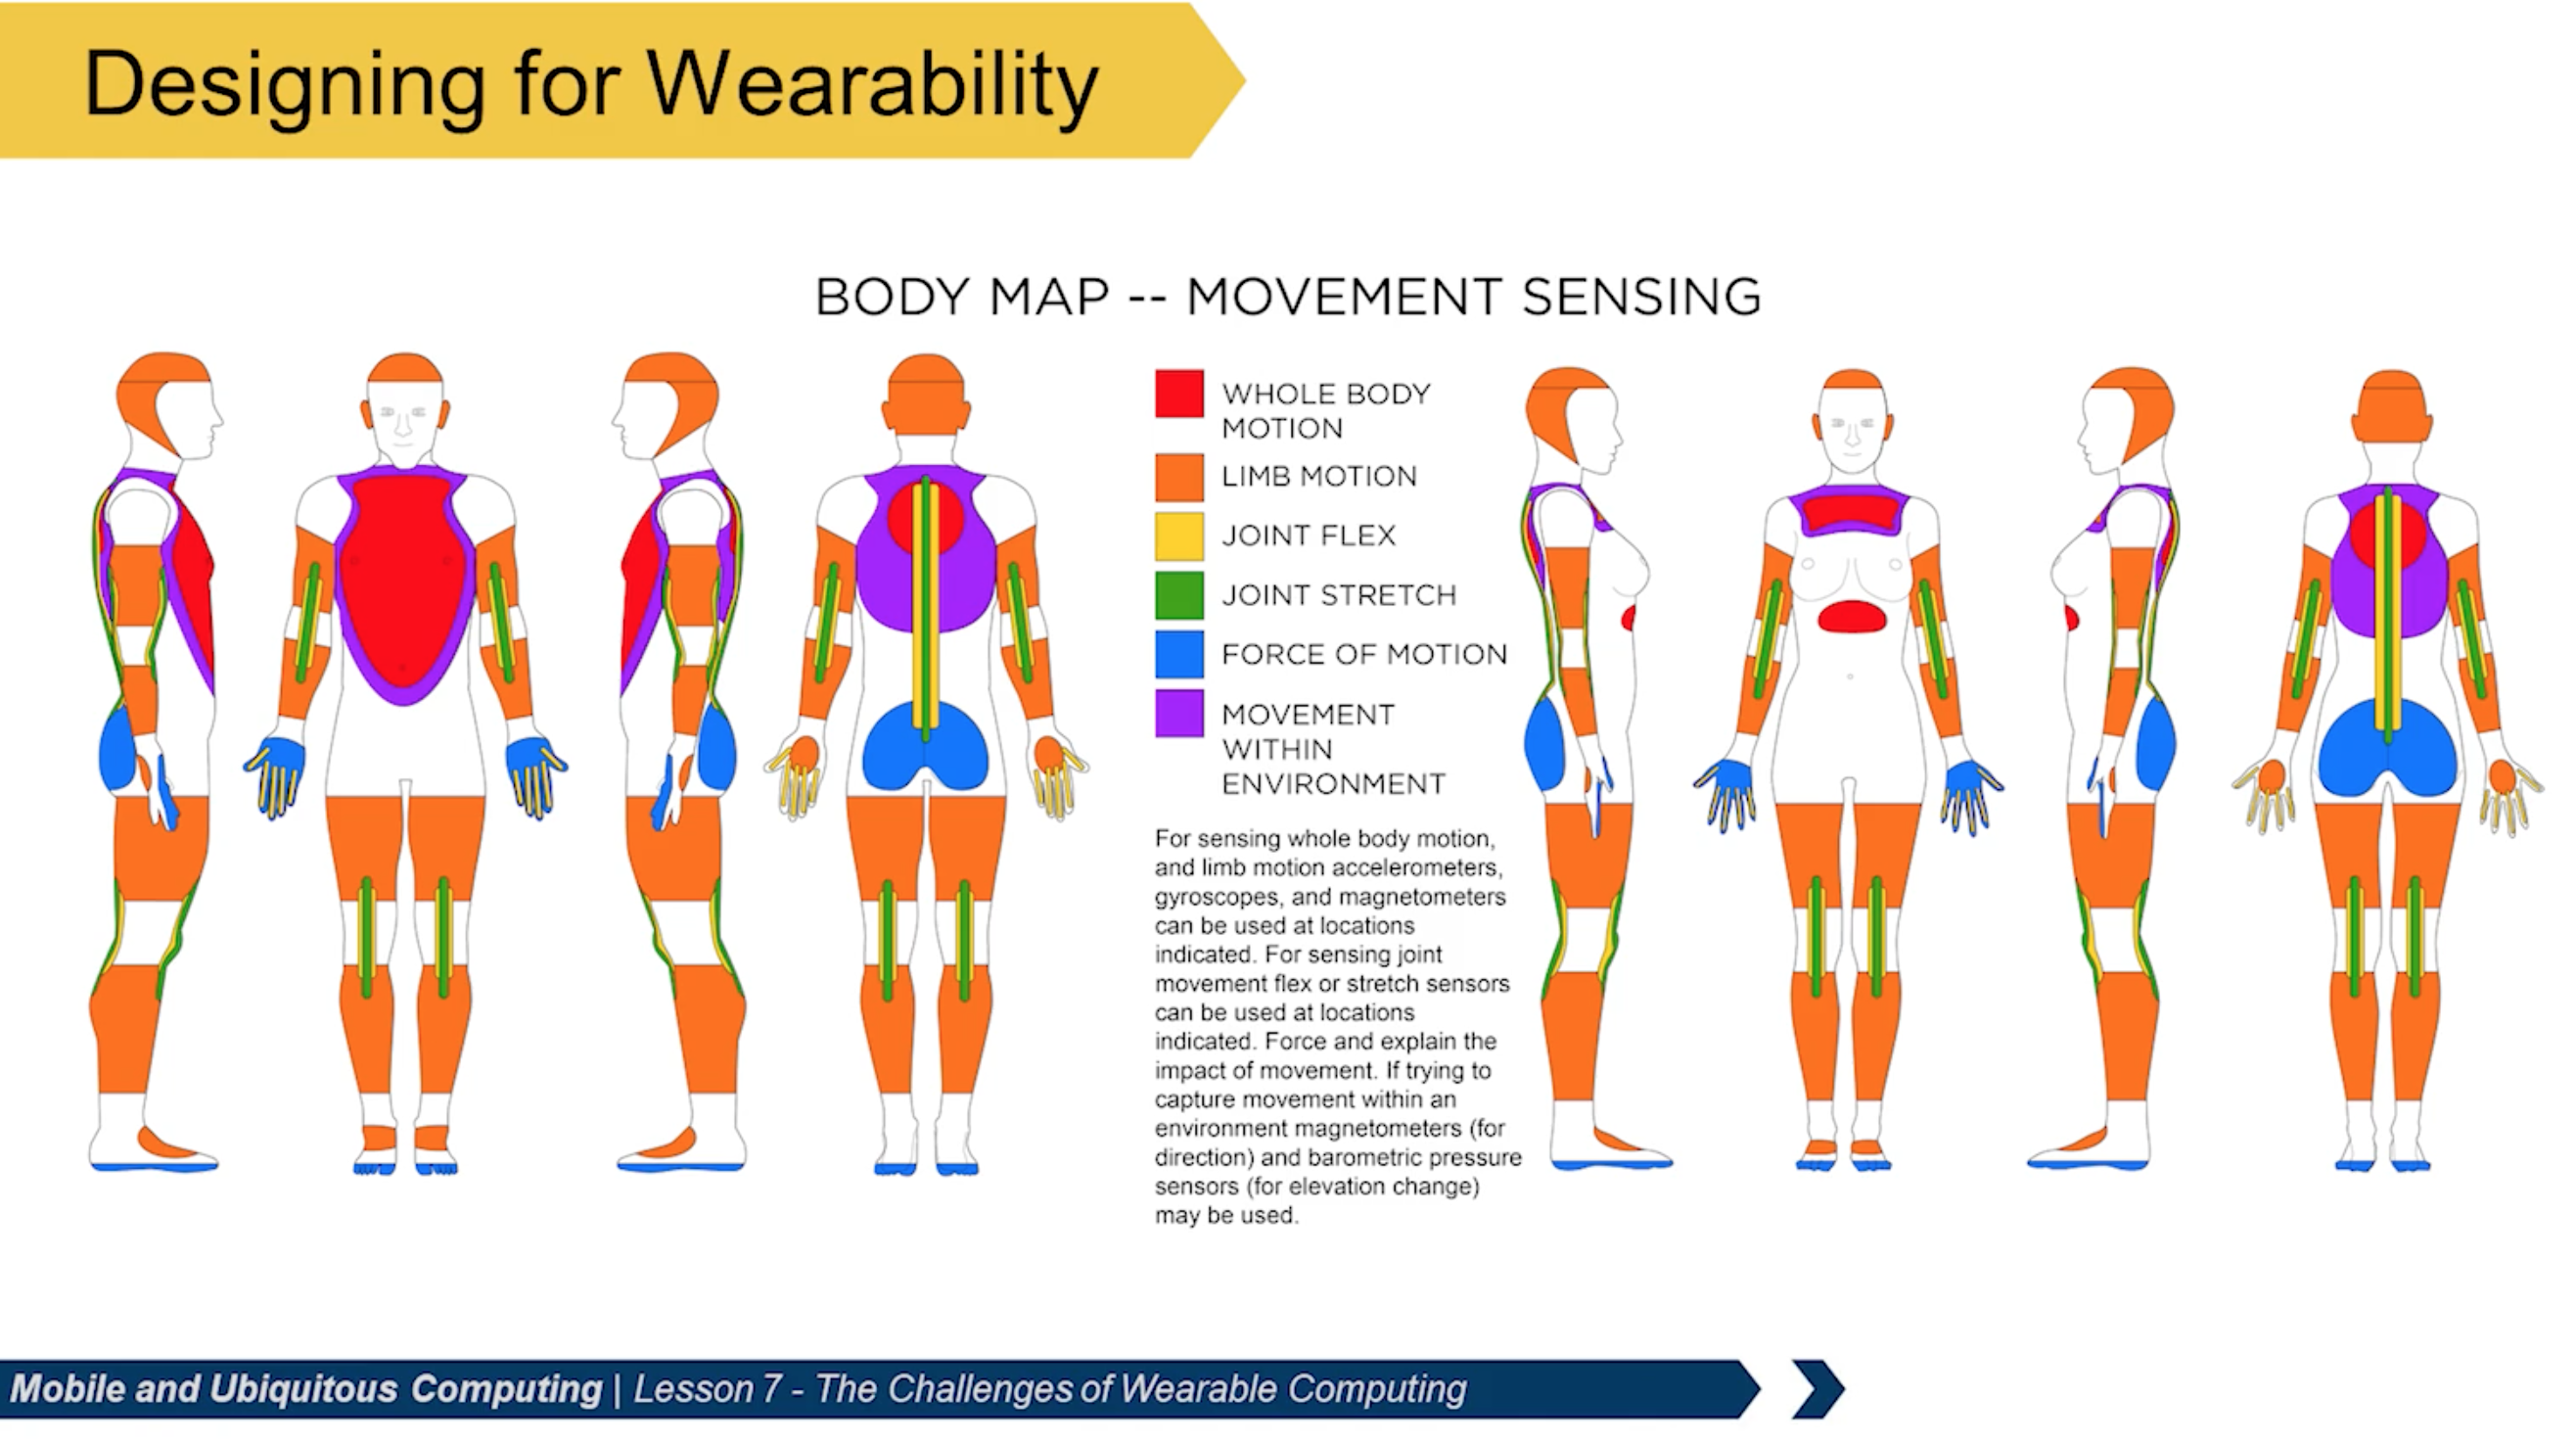 Designing for Wearability
BODY MAP -- MOVEMENT SENSING
WHOLE BODY
MOTION
LIMB MOTION
JOINT FLEX
JOINT STRETCH
FORCE OF MOTION
MOVEMENT
WITHIN
ENVIRONMENT
For sensing whole body motion,
and limb motion accelerometers,
gyroscopes, and magnetometers
can be used at locations
indicated. For sensing joint
movement flex or stretch sensors
can be used at locations
indicated. Force and explain the
impact of movement. If trying to
capture movement within an
environment magnetometers (for
direction) and barometric pressure
sensors (for elevation change)
may be used.
Mobile and Ubiquitous Computing | Lesson 7 - The Challenges of Wearable Computing